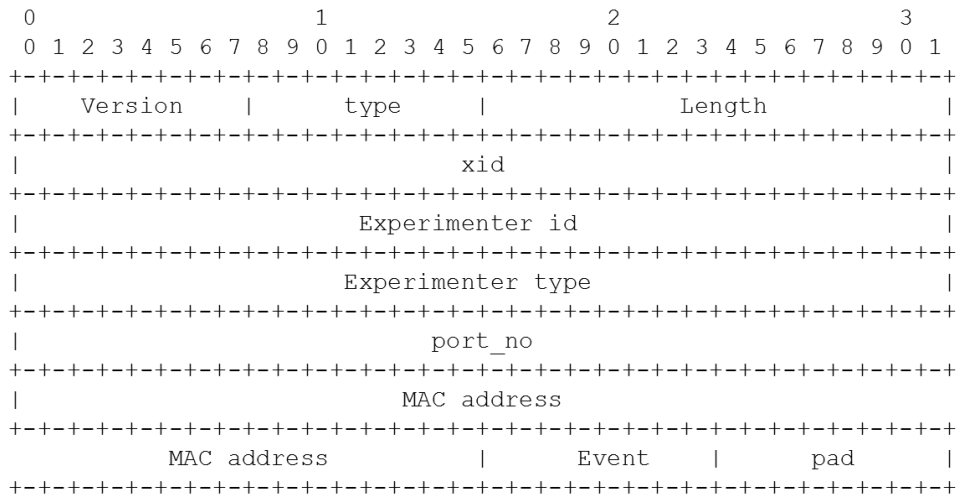 0                   1                   2                   3
 0 1 2 3 4 5 6 7 8 9 0 1 2 3 4 5 6 7 8 9 0 1 2 3 4 5 6 7 8 9 0 1
+-+-+-+-+-+-+-+-+-+-+-+-+-+-+-+-+-+-+-+-+-+-+-+-+-+-+-+-+-+-+-+-+
|    Version    |      type     |             Length            |
+-+-+-+-+-+-+-+-+-+-+-+-+-+-+-+-+-+-+-+-+-+-+-+-+-+-+-+-+-+-+-+-+
|                              xid                              |
+-+-+-+-+-+-+-+-+-+-+-+-+-+-+-+-+-+-+-+-+-+-+-+-+-+-+-+-+-+-+-+-+
|                       Experimenter id                         |
+-+-+-+-+-+-+-+-+-+-+-+-+-+-+-+-+-+-+-+-+-+-+-+-+-+-+-+-+-+-+-+-+
|                      Experimenter type                        |
+-+-+-+-+-+-+-+-+-+-+-+-+-+-+-+-+-+-+-+-+-+-+-+-+-+-+-+-+-+-+-+-+
|                            port_no
+-+-+-+-+-+-+-+-+-+-+-+-+-+-+-+-+-+-+-+-+-+-+-+-+-+-+-+-+-+-+-+-+
|                          MAC address
+-+-+-+-+-+-+-+-+-+-+-+-+-+-+-+-+-+-+-+-+-+-+-+-+-+-+-+-+-+-+-+-+
          MAC address           |      Event    |      pad      |
+-+-+-+-+-+-+-+-+-+-+-+-+-+-+-+-+-+-+-+-+-+-+-+-+-+-+-+-+-+-+-+-+